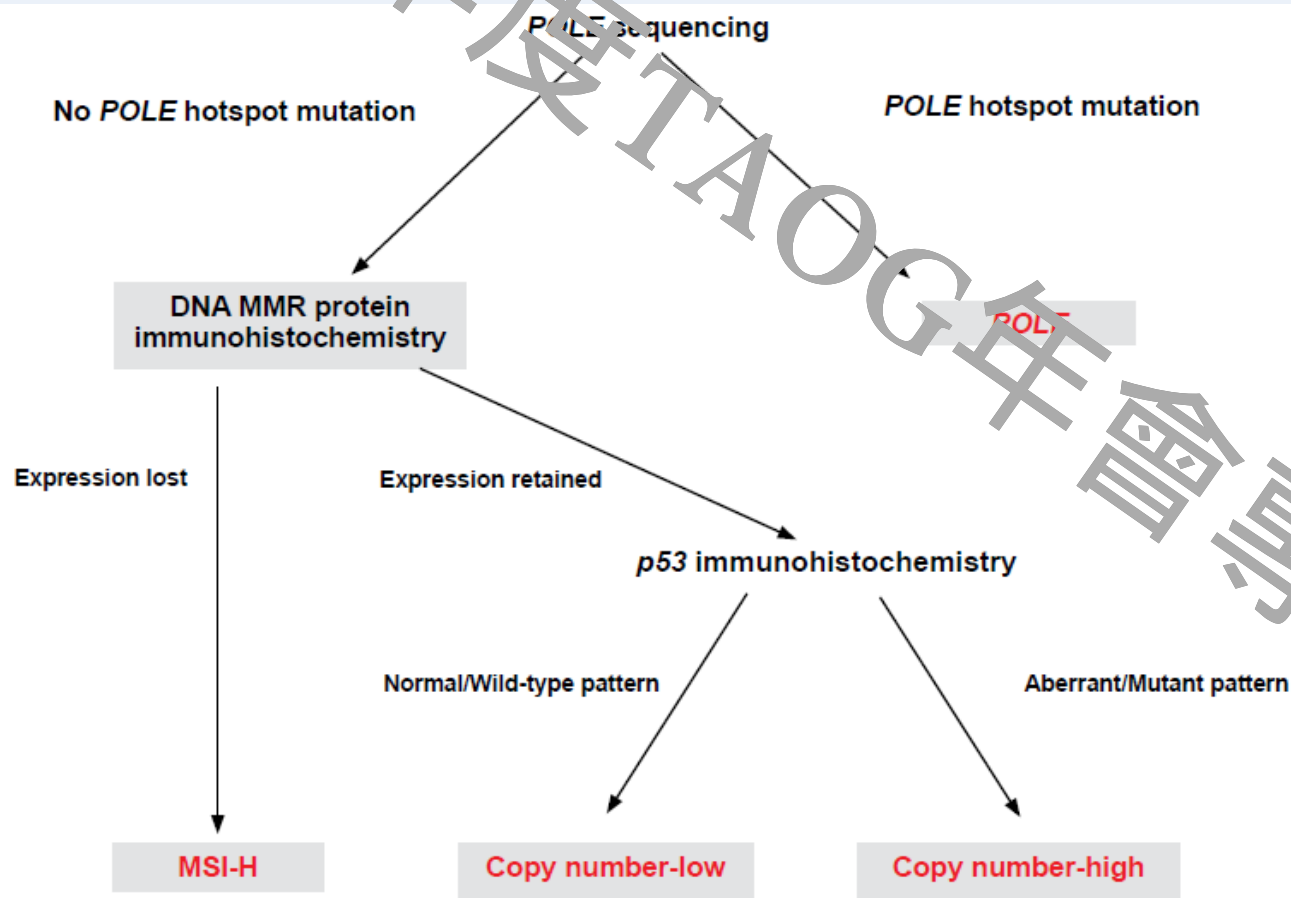 POLE sequencing
No POLE hotspot mutation
POLE hotspot mutation
DNA MMR protein
immunohistochemistry
POLE
Expression lost
Expression retained
p53 immunohistochemistry
Normal/Wild-type pattern
Aberrant/Mutant pattern
MSI-H
Copy number-low
Copy number-high
度TAOG年會